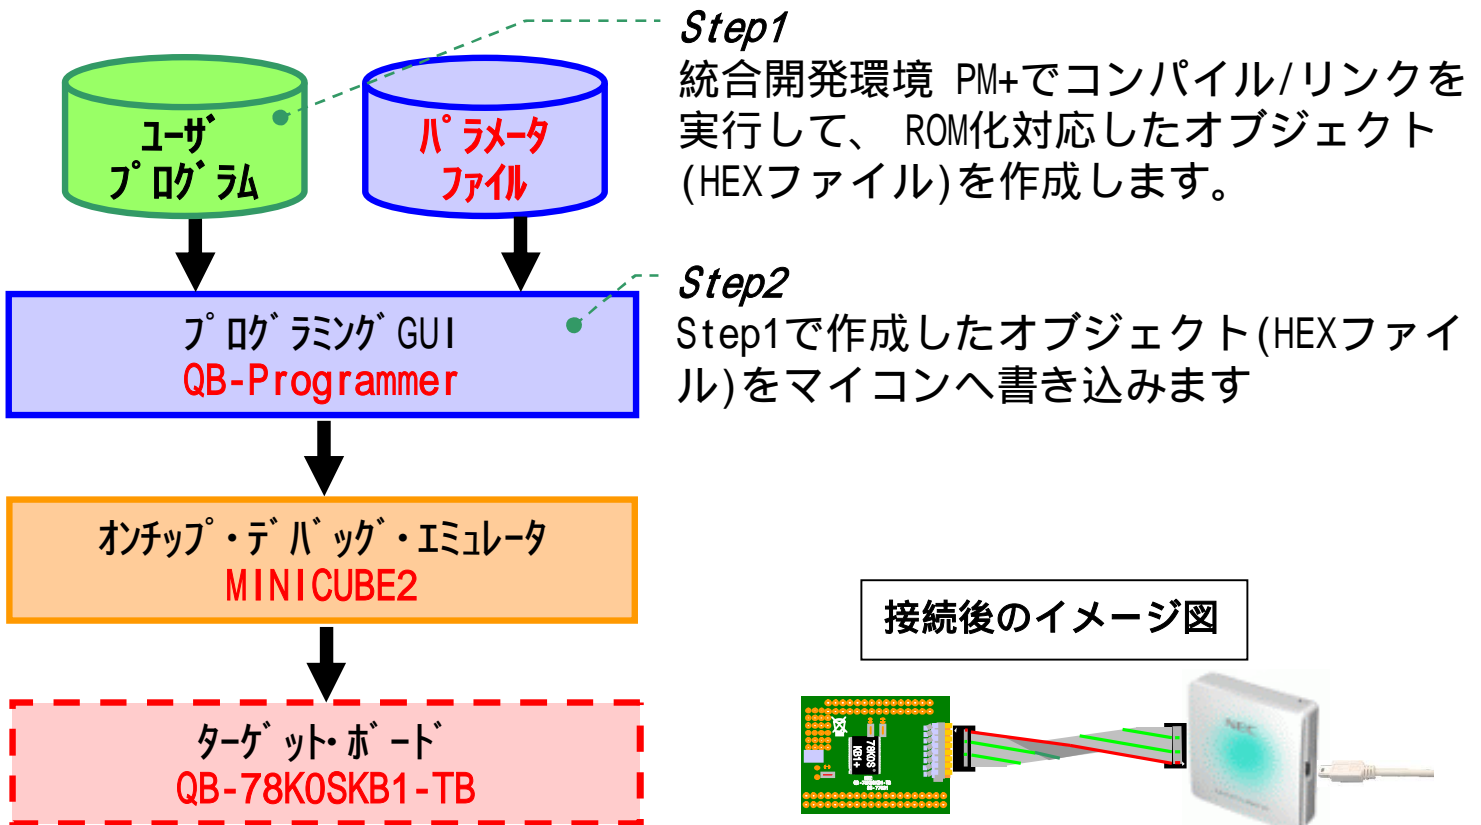 Step1
統合開発環境 PM+でコンパイル/リンクを
実行して、 ROM化対応したオブジェクト
(HEXファイル)を作成します。
ﾕｰｻﾞ
ﾌﾟﾛｸﾞﾗﾑ
ﾊﾟﾗﾒｰﾀ
ﾌｧｲﾙ
Step2
Step1で作成したオブジェクト(HEXファイ
ル)をマイコンへ書き込みます
ﾌﾟﾛｸﾞﾗﾐﾝｸﾞGUI
QB-Programmer
ｵﾝﾁｯﾌﾟ・ﾃﾞﾊﾞｯｸﾞ・ｴﾐｭﾚｰﾀ
MINICUBE2
ﾀｰｹﾞｯﾄ・ﾎﾞｰﾄﾞ
QB-78K0SKB1-TB
接続後のイメージ図
78K0S
KB1+
NEC